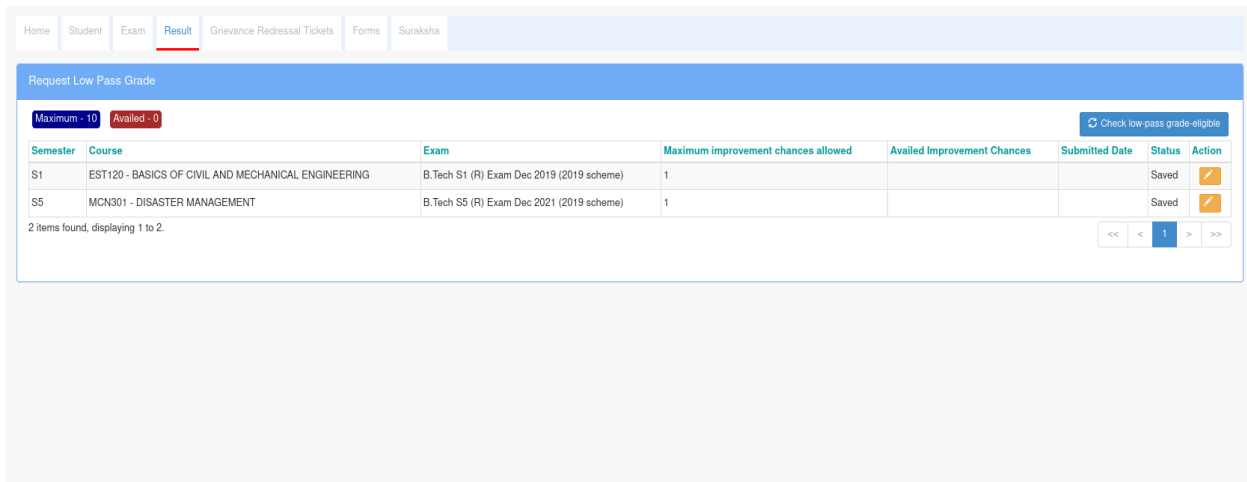 Home Student Exam Result Grievance Redressal Tickets Forms Suraksha
Request Low Pass Grade
Maximum - 10 Availed - 0
Check low-pass grade-eligible
Semester Course Exam Maximum improvement chances allowed Availed Improvement Chances Submitted Date Status Action
S1 EST120 - BASICS OF CIVIL AND MECHANICAL ENGINEERING B.Tech S1 (R) Exam Dec 2019 (2019 scheme) 1 Saved
S5 MCN301 - DISASTER MANAGEMENT B.Tech S5 (R) Exam Dec 2021 (2019 scheme) 1 Saved
2 items found, displaying 1 to 2.
<< < 1 > >>